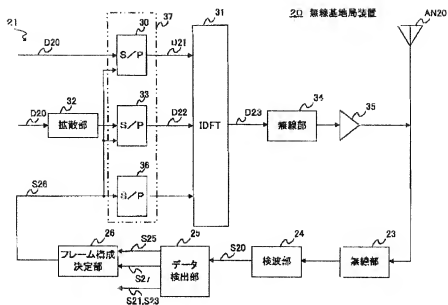 20 無線基地局装置
AN20
21
37
30
31
D20
S/P
D21
33
34
35
32
D20
拡散部
S/P
D22
IDFT
D23
無線部
36
S26
S/P
26
25
24
23
フレーム構成
決定部
S25
S27
データ
検出部
S20
検波部
無線部
S21,S23